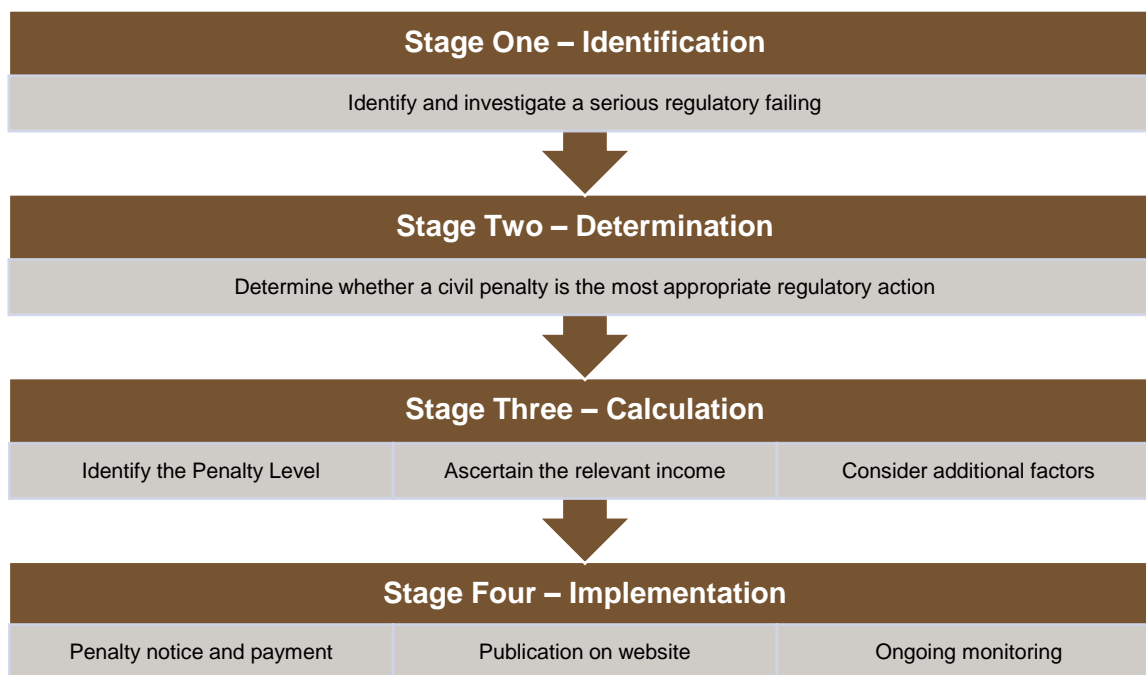 Stage One – Identification
Identify and investigate a serious regulatory failing
Stage Two – Determination
Determine whether a civil penalty is the most appropriate regulatory action
Stage Three – Calculation
Identify the Penalty Level
Ascertain the relevant income
Consider additional factors
Stage Four – Implementation
Penalty notice and payment
Publication on website
Ongoing monitoring